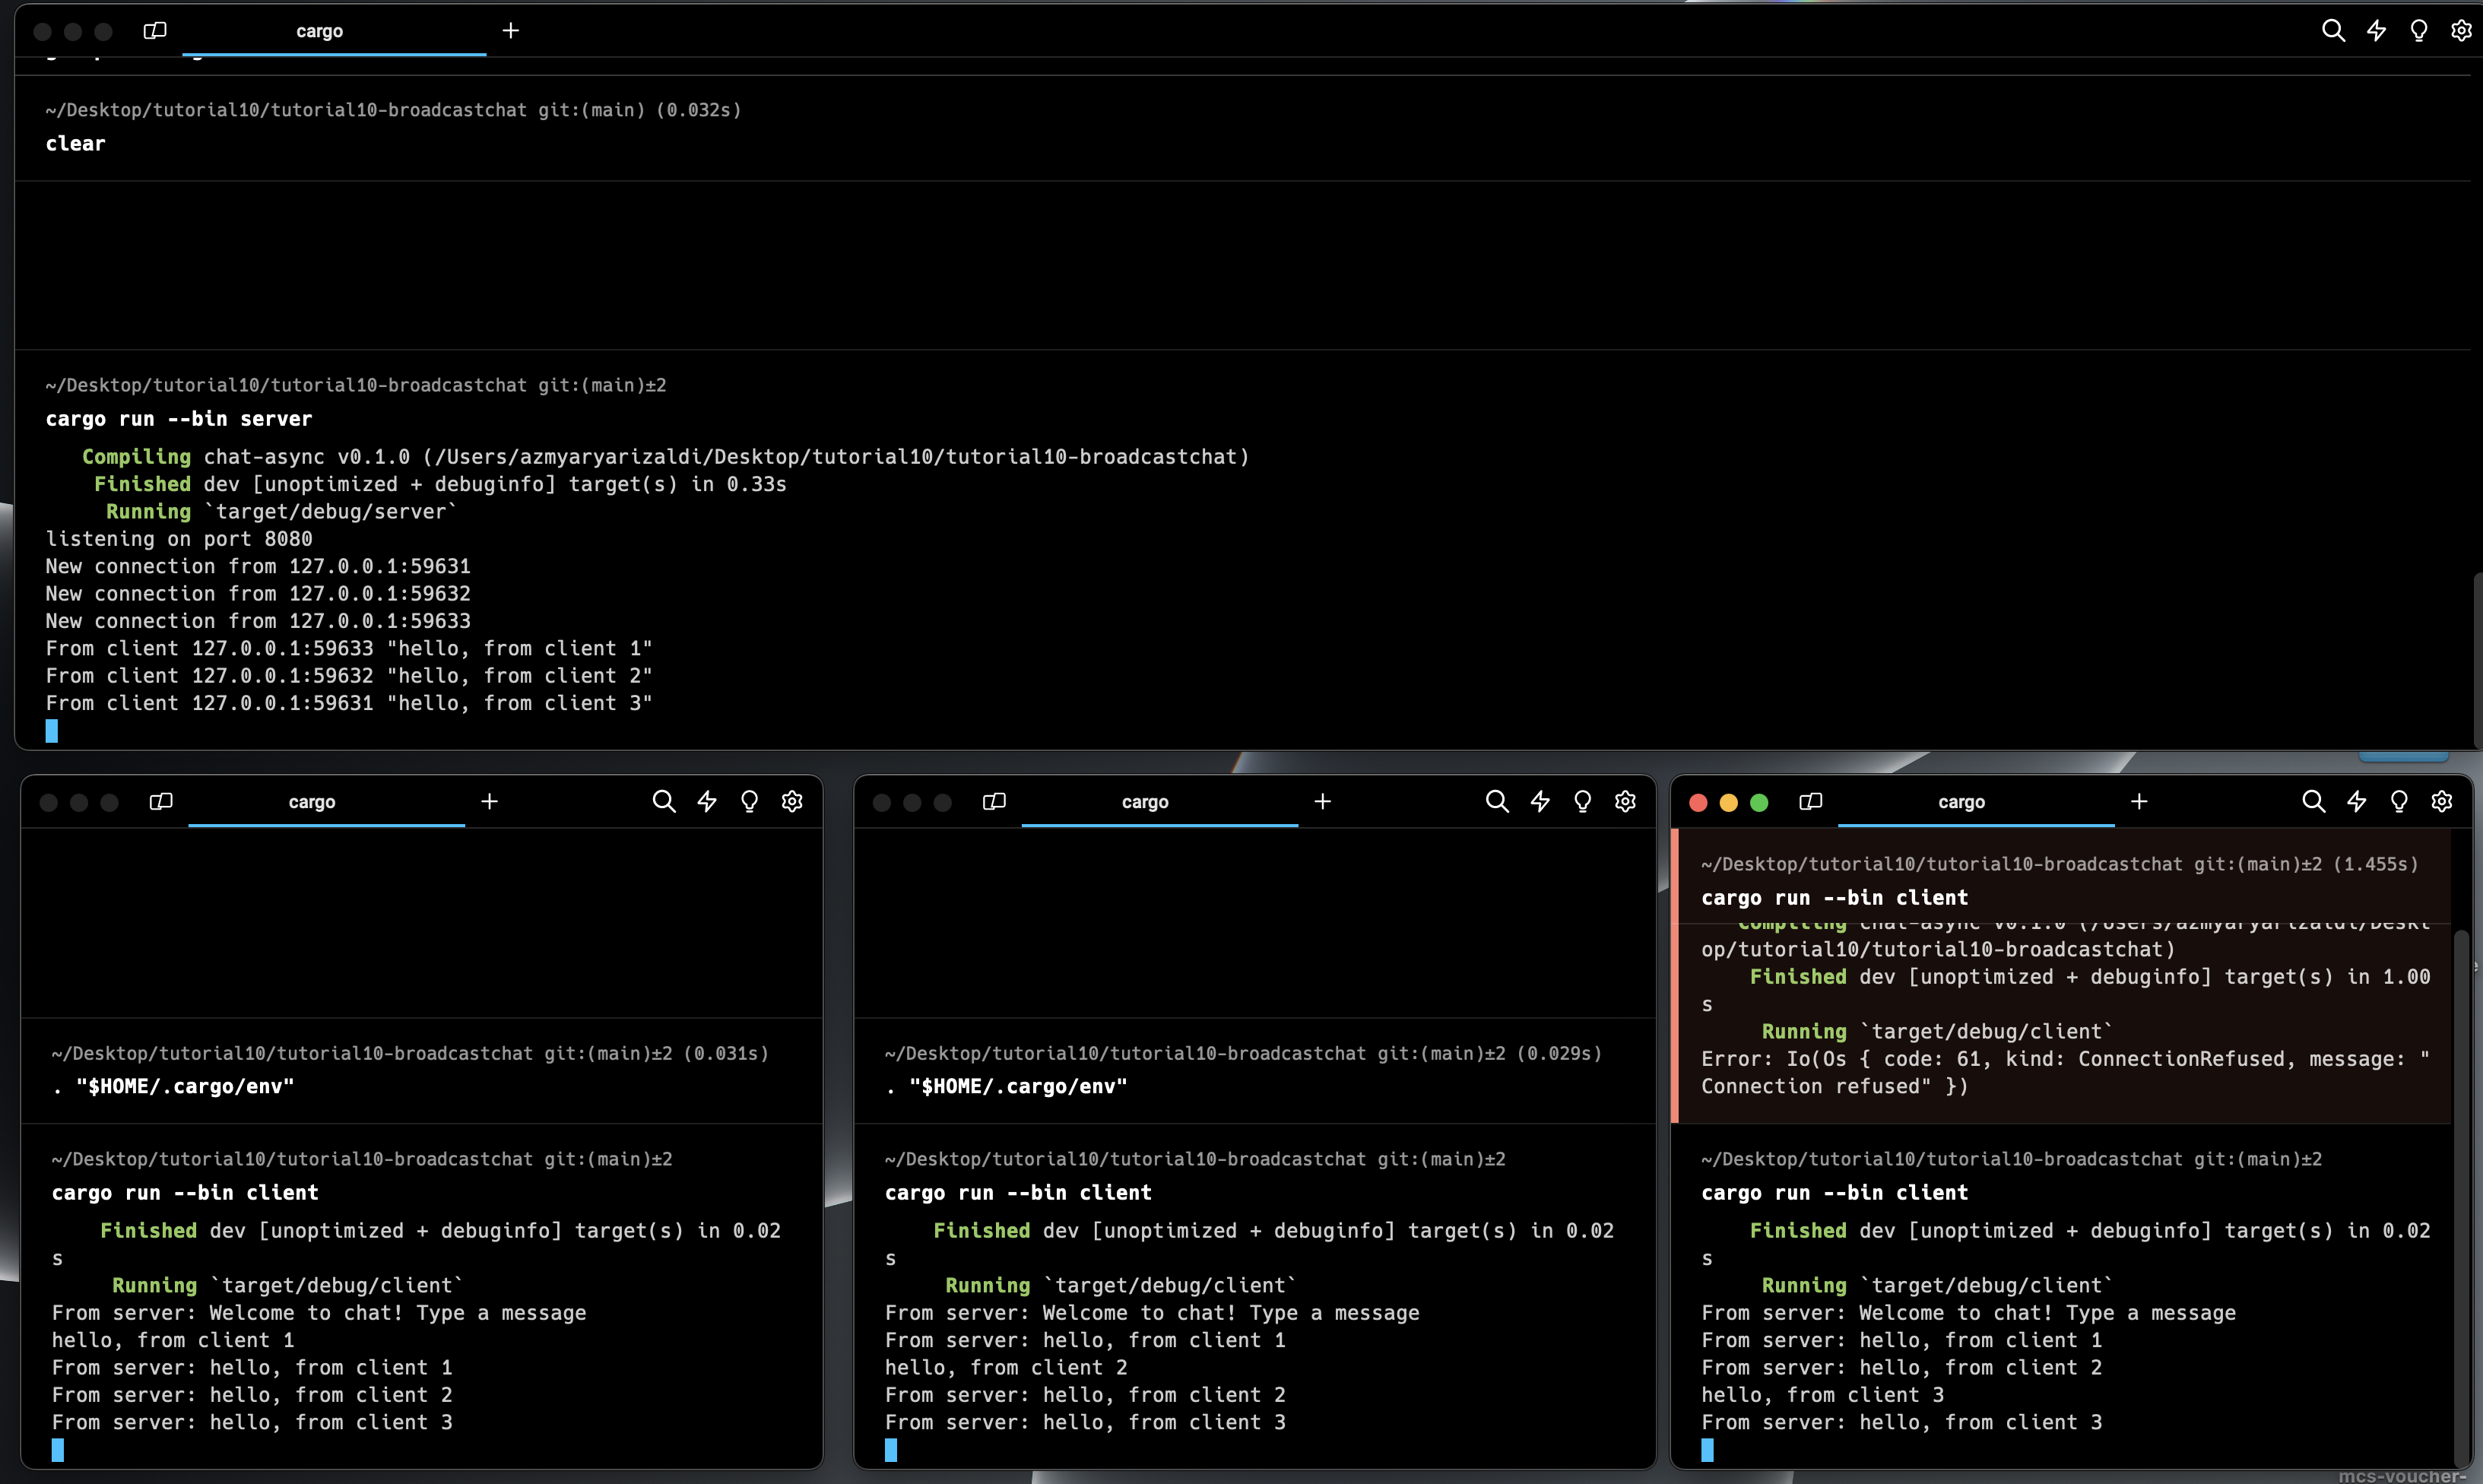 cargo
~/Desktop/tutorial10/tutorial10-broadcastchat git:(main) (0.032s)
clear
~/Desktop/tutorial10/tutorial10-broadcastchat git:(main)±2
cargo run --bin server
Compiling chat-async v0.1.0 (/Users/azmyaryarizaldi/Desktop/tutorial10/tutorial10-broadcastchat)
Finished dev [unoptimized + debuginfo] target(s) in 0.33s
Running `target/debug/server`
listening on port 8080
New connection from 127.0.0.1:59631
New connection from 127.0.0.1:59632
New connection from 127.0.0.1:59633
From client 127.0.0.1:59633 "hello, from client 1"
From client 127.0.0.1:59632 "hello, from client 2"
From client 127.0.0.1:59631 "hello, from client 3"
cargo
~/Desktop/tutorial10/tutorial10-broadcastchat git:(main)±2 (0.031s)
. "$HOME/.cargo/env"
~/Desktop/tutorial10/tutorial10-broadcastchat git:(main)±2
cargo run --bin client
Finished dev [unoptimized + debuginfo] target(s) in 0.02
s
Running `target/debug/client`
From server: Welcome to chat! Type a message
hello, from client 1
From server: hello, from client 1
From server: hello, from client 2
From server: hello, from client 3
cargo
~/Desktop/tutorial10/tutorial10-broadcastchat git:(main)±2 (0.029s)
. "$HOME/.cargo/env"
~/Desktop/tutorial10/tutorial10-broadcastchat git:(main)±2
cargo run --bin client
Finished dev [unoptimized + debuginfo] target(s) in 0.02
s
Running `target/debug/client`
From server: Welcome to chat! Type a message
From server: hello, from client 1
hello, from client 2
From server: hello, from client 2
From server: hello, from client 3
cargo
~/Desktop/tutorial10/tutorial10-broadcastchat git:(main)±2 (1.455s)
cargo run --bin client
Compiling chat-async v0.1.0 (/Users/azmyaryarizaldi/Deskt
op/tutorial10/tutorial10-broadcastchat)
Finished dev [unoptimized + debuginfo] target(s) in 1.00
s
Running `target/debug/client`
Error: Io(Os { code: 61, kind: ConnectionRefused, message: "
Connection refused" })
~/Desktop/tutorial10/tutorial10-broadcastchat git:(main)±2
cargo run --bin client
Finished dev [unoptimized + debuginfo] target(s) in 0.02
s
Running `target/debug/client`
From server: Welcome to chat! Type a message
From server: hello, from client 1
From server: hello, from client 2
hello, from client 3
From server: hello, from client 3
mcs-voucher-